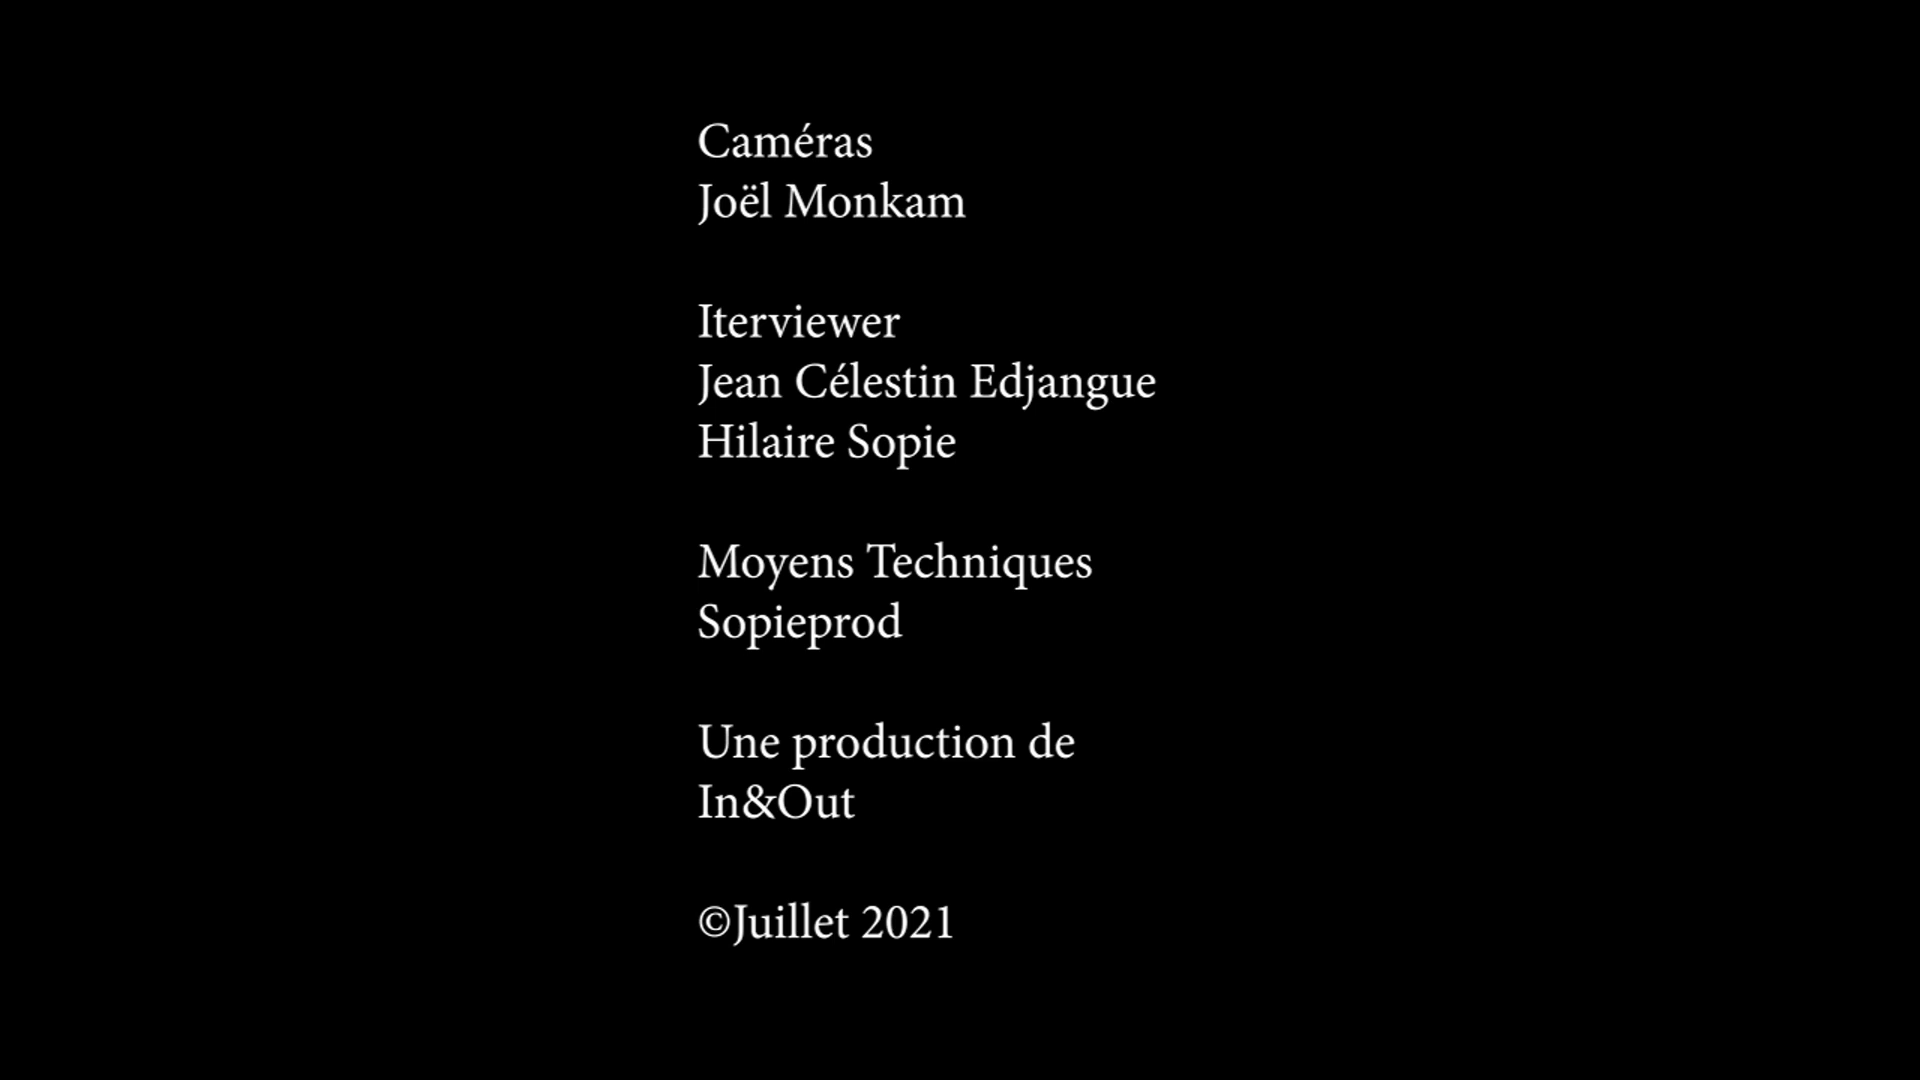 Caméras
Joël Monkam
Iterviewer
Jean Célestin Edjangue
Hilaire Sopie
Moyens Techniques
Sopieprod
Une production de
In&Out
©Juillet 2021